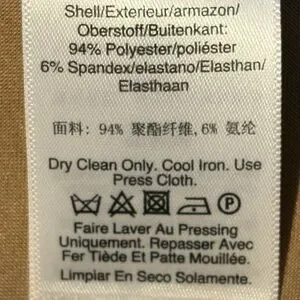 Shell/Exterieur/armazon/
Oberstoff/Buitenkant:
94% Polyester/poliéster
6% Spandex/elastano/Elasthan/
Elasthaan
面料: 94% 聚酯纤维,6% 氨纶
Dry Clean Only. Cool Iron. Use
Press Cloth.
P
Faire Laver Au Pressing
Uniquement. Repasser Avec
Fer Tiède Et Patte Mouillée.
Limpiar En Seco Solamente.